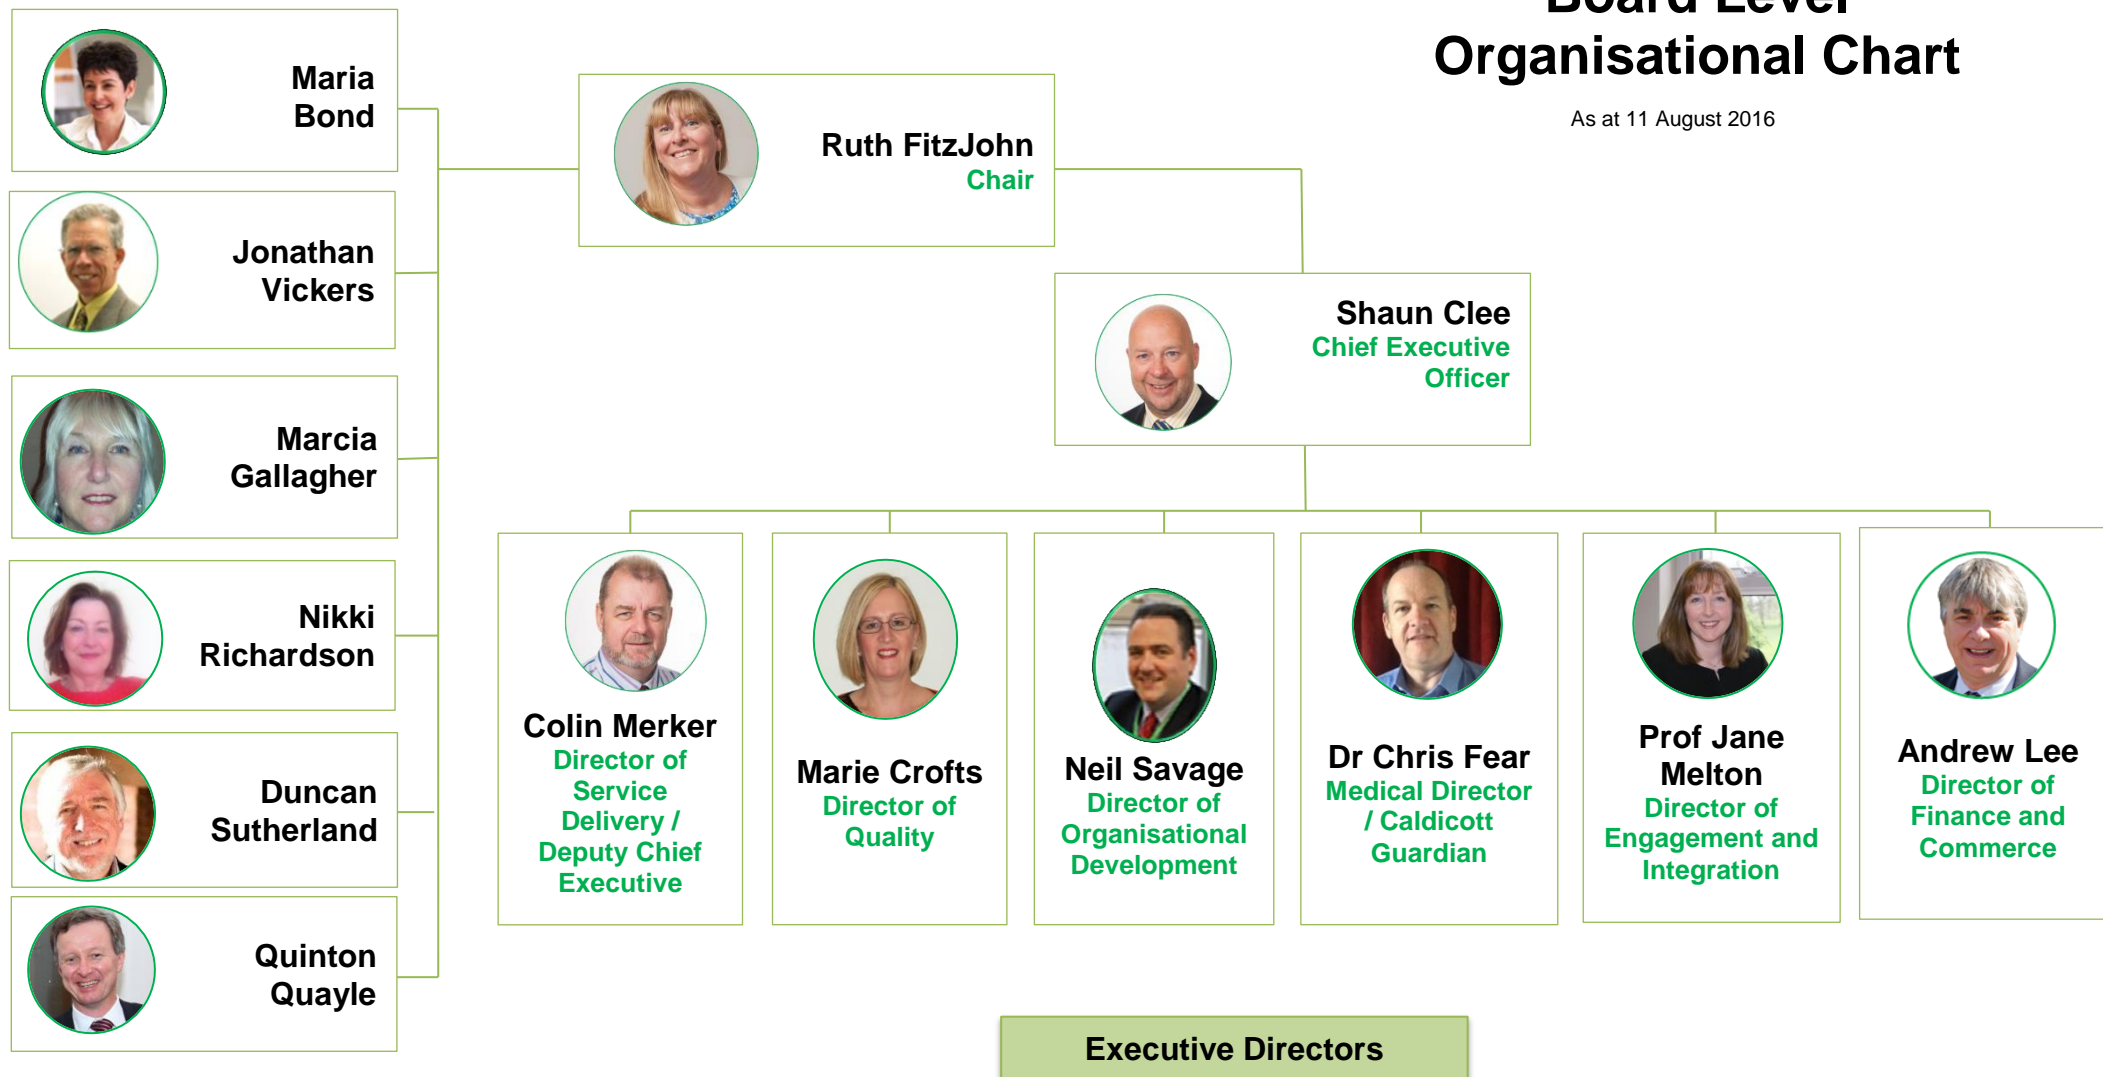 Board Level
Organisational Chart
As at 11 August 2016
Maria
Bond
Jonathan
Vickers
Marcia
Gallagher
Nikki
Richardson
Duncan
Sutherland
Quinton
Quayle
Ruth FitzJohn
Chair
Shaun Clee
Chief Executive
Officer
Colin Merker
Director of
Service
Delivery /
Deputy Chief
Executive
Marie Crofts
Director of
Quality
Neil Savage
Director of
Organisational
Development
Dr Chris Fear
Medical Director
/ Caldicott
Guardian
Prof Jane
Melton
Director of
Engagement and
Integration
Andrew Lee
Director of
Finance and
Commerce
Executive Directors